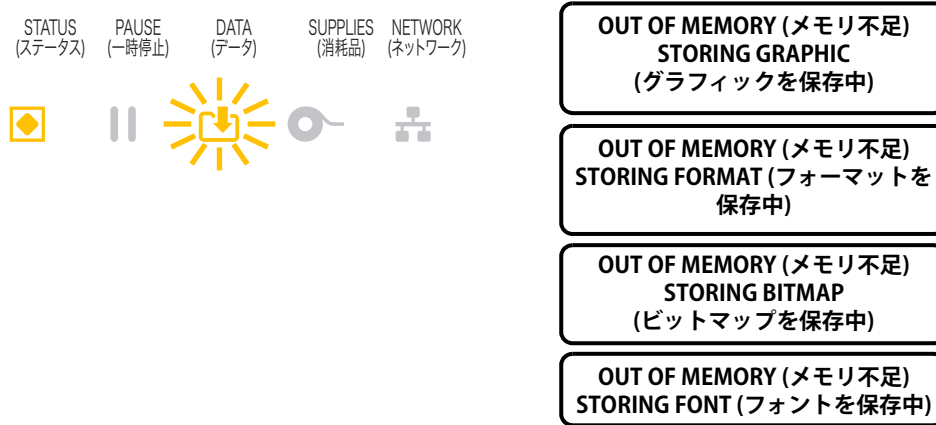 STATUS
(ステータス)
PAUSE
(一時停止)
DATA
(データ)
SUPPLIES
(消耗品)
NETWORK
(ネットワーク)
OUT OF MEMORY (メモリ不足)
STORING GRAPHIC
(グラフィックを保存中)
OUT OF MEMORY (メモリ不足)
STORING FORMAT (フォーマットを
保存中)
OUT OF MEMORY (メモリ不足)
STORING BITMAP
(ビットマップを保存中)
OUT OF MEMORY (メモリ不足)
STORING FONT (フォントを保存中)